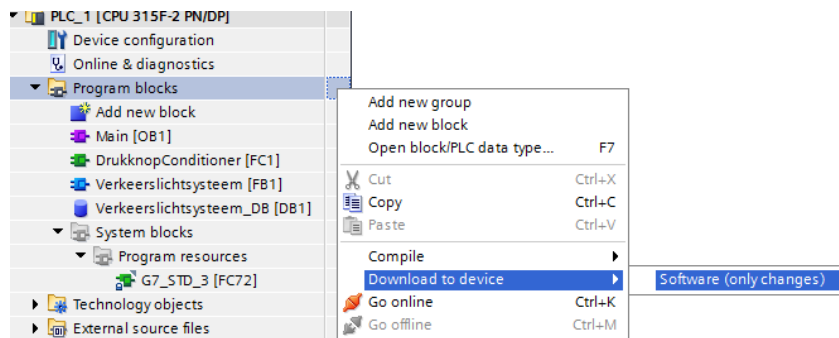 PLC_1 [CPU 315F-2 PN/DP]
Device configuration
Online & diagnostics
Program blocks
Add new block
Main [OB1]
DrukknopConditioner [FC1]
Verkeerslichtsysteem [FB1]
Verkeerslichtsysteem_DB [DB1]
System blocks
Program resources
G7_STD_3 [FC72]
Technology objects
External source files
Add new group
Add new block
Open block/PLC data type... F7
Cut Ctrl+X
Copy Ctrl+C
Paste Ctrl+V
Compile
Download to device
Go online Ctrl+K
Go offline Ctrl+M
Software (only changes)